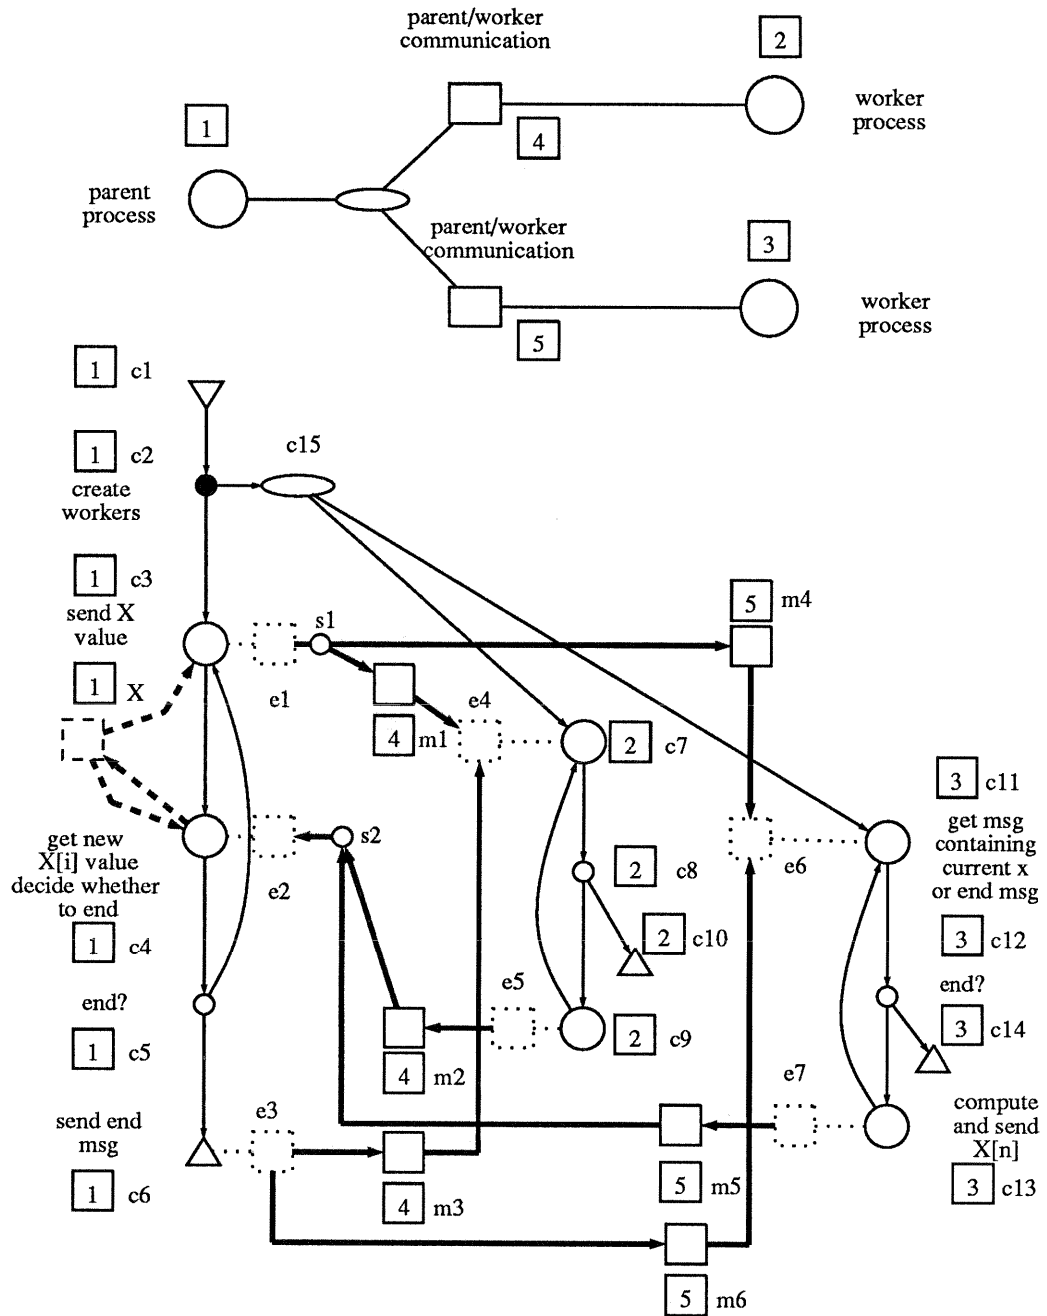 parent/worker
communication
2
1
worker
process
4
parent
process
parent/worker
communication
3
worker
process
5
1 c1
c15
1 c2
create
workers
1 c3
send X
value
s1
5 m4
1 X
e1
e4
4 m1
2 c7
3 c11
get new
X[i] value
decide whether
to end
s2
e2
e6
get msg
containing
current x
or end msg
2 c8
1 c4
2 c10
3 c12
end?
e5
end?
3 c14
1 c5
2 c9
4 m2
e7
send end
msg
e3
compute
and send
X[n]
1 c6
4 m3
5 m5
3 c13
5 m6